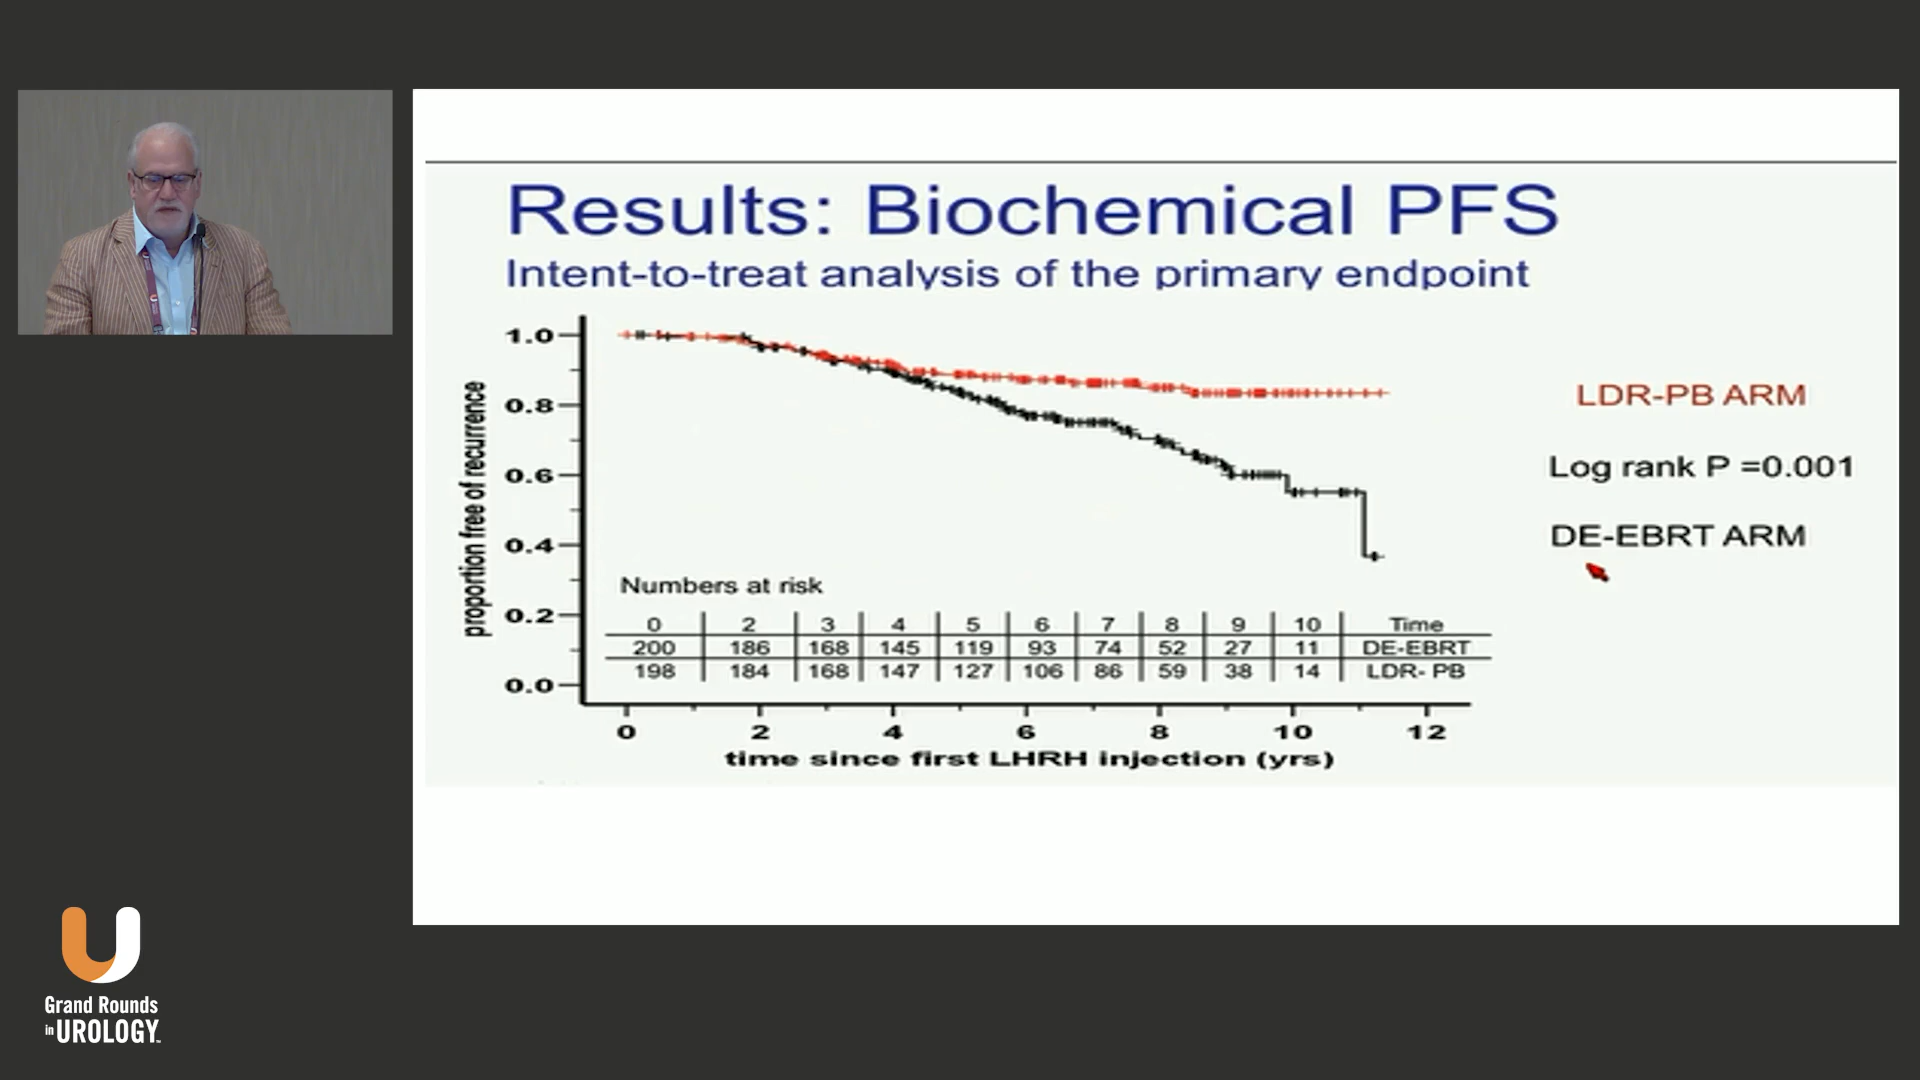 Results: Biochemical PFS
Intent-to-treat analysis of the primary endpoint
proportion free of recurrence
1.0
0.8
0.6
0.4
0.2
0.0
LDR-PB ARM
Log rank P =0.001
DE-EBRT ARM
Numbers at risk
0 2 3 4 5 6 7 8 9 10 Time
200 186 168 145 119 93 74 52 27 11 DE-EBRT
198 184 168 147 127 106 86 59 38 14 LDR- PB
0 2 4 6 8 10 12
time since first LHRH injection (yrs)
Grand Rounds
in UROLOGY